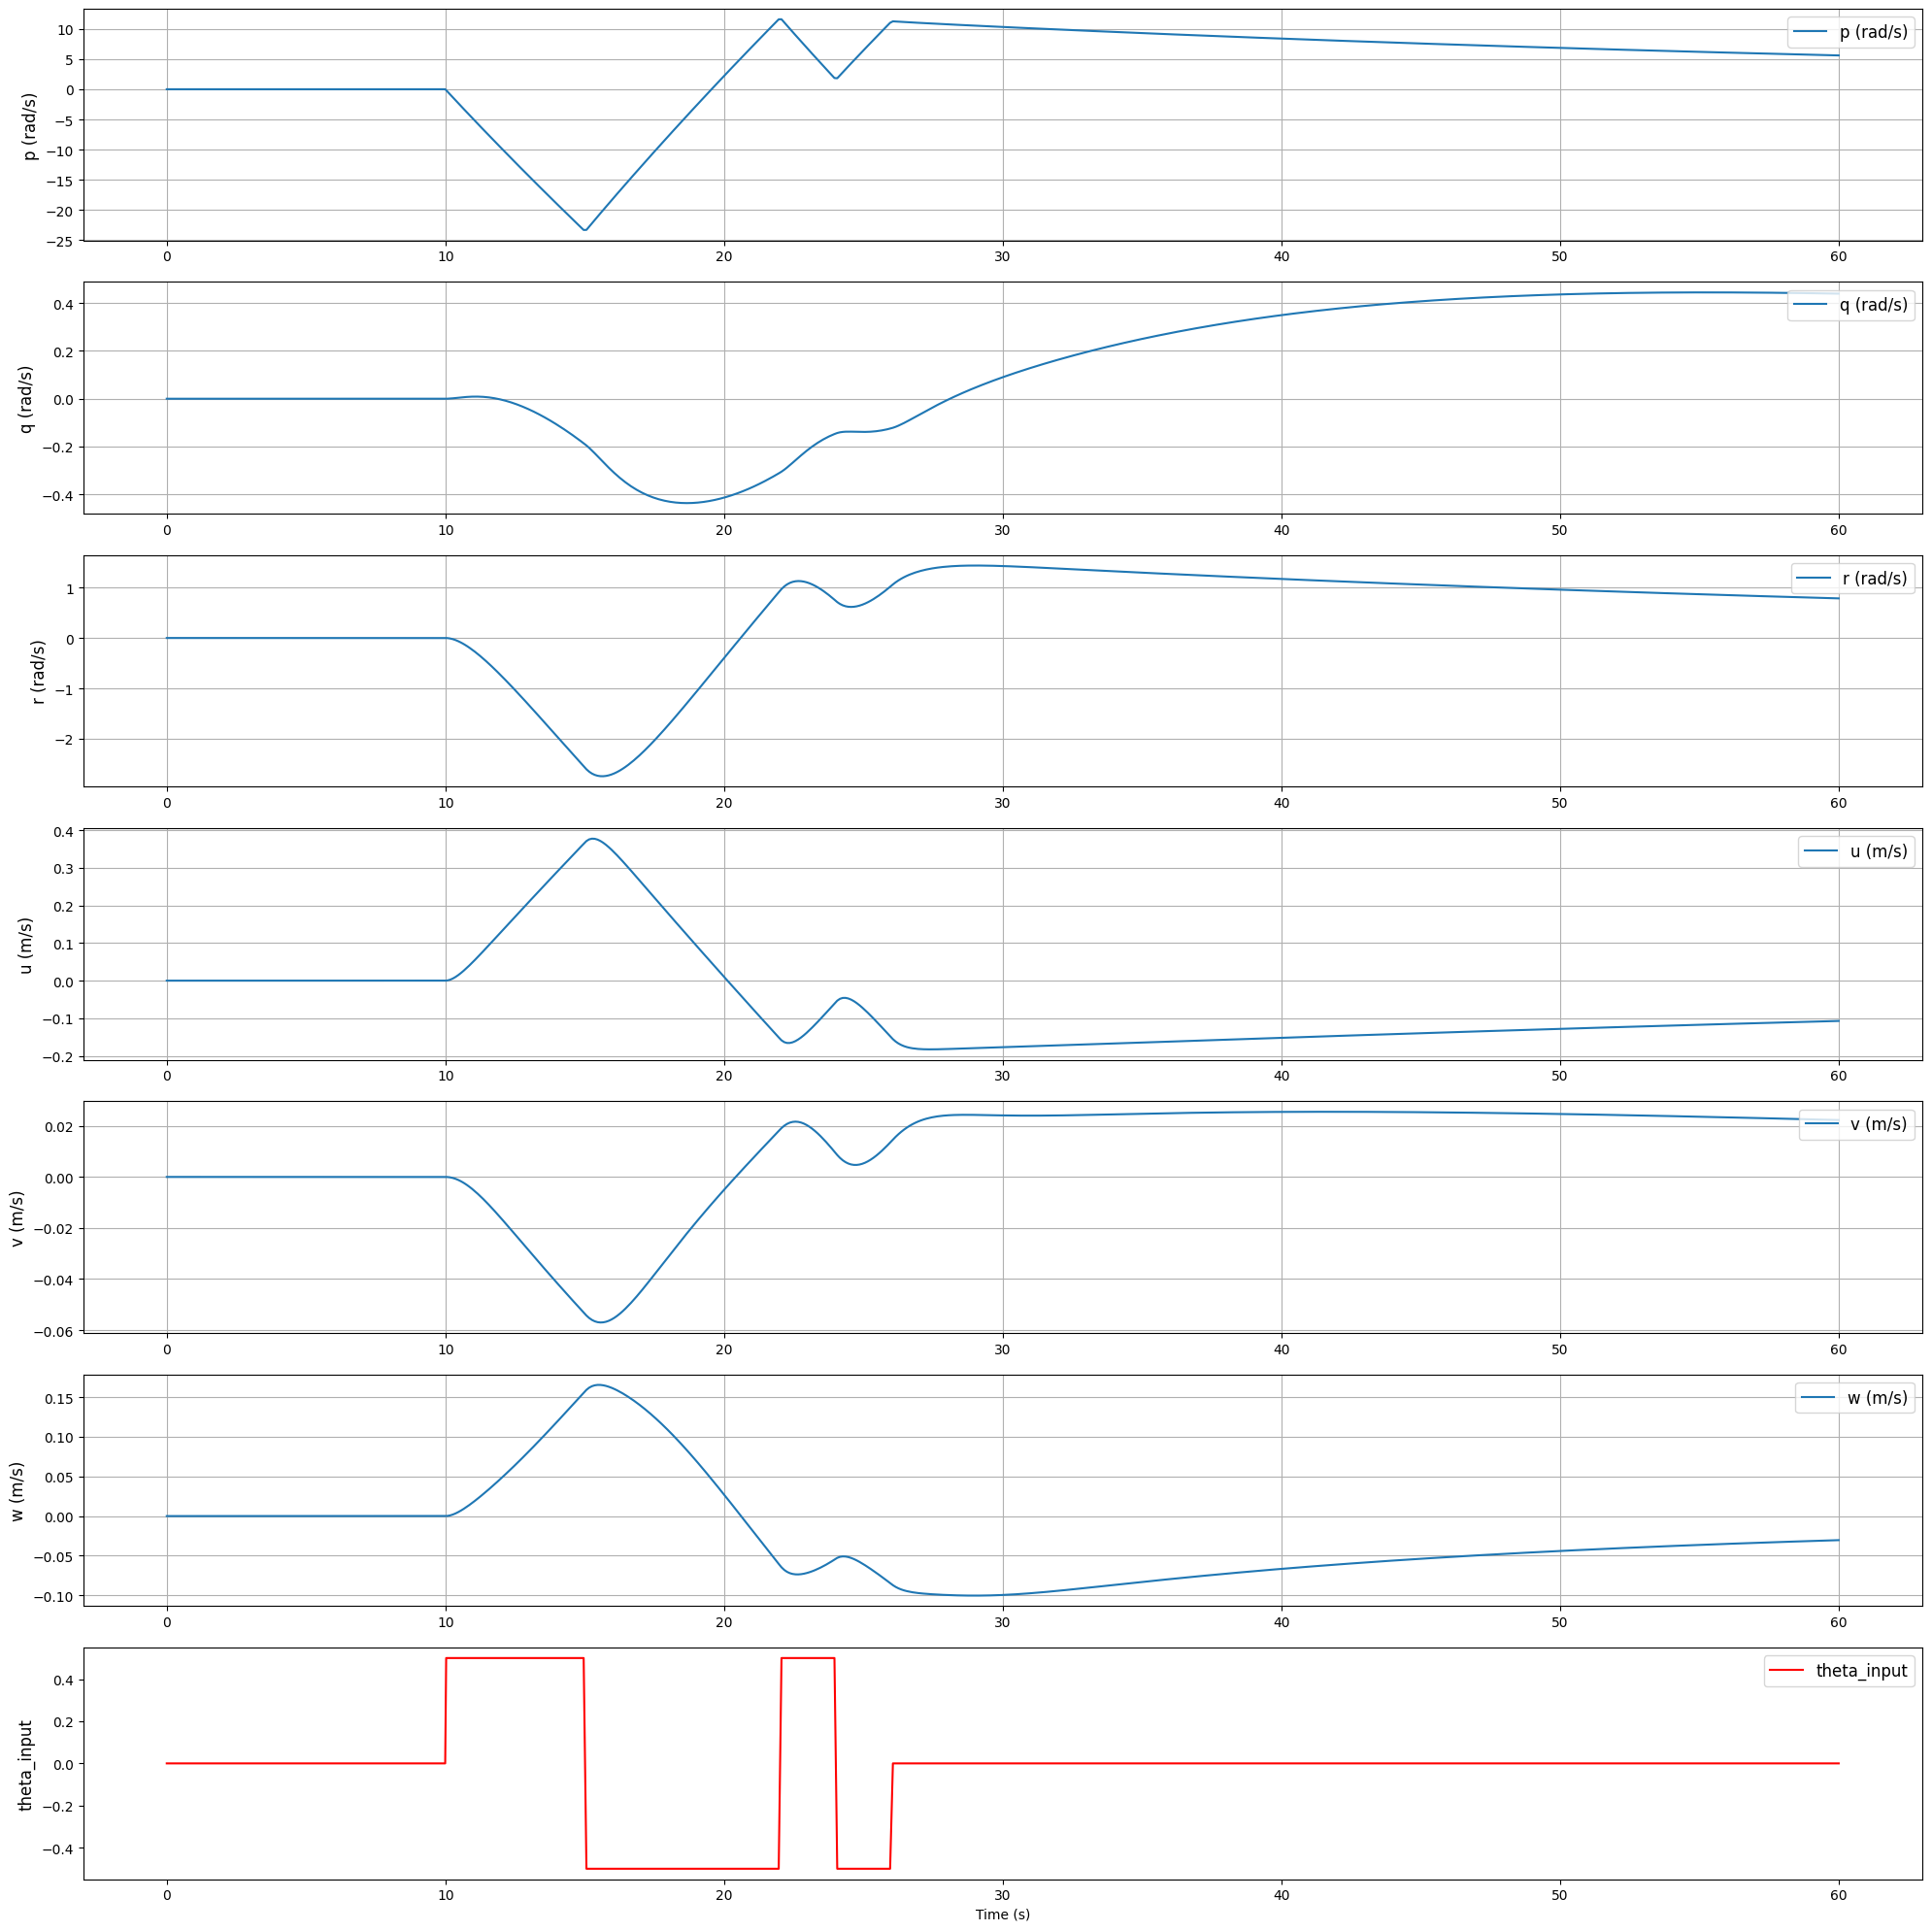 p (rad/s)
10
5
0
−5
−10
−15
−20
−25
p (rad/s)
0 10 20 30 40 50 60
q (rad/s)
0.4
0.2
0.0
−0.2
−0.4
q (rad/s)
0 10 20 30 40 50 60
r (rad/s)
1
0
−1
−2
r (rad/s)
0 10 20 30 40 50 60
u (m/s)
0.4
0.3
0.2
0.1
0.0
−0.1
−0.2
u (m/s)
0 10 20 30 40 50 60
v (m/s)
0.02
0.00
−0.02
−0.04
−0.06
v (m/s)
0 10 20 30 40 50 60
w (m/s)
0.15
0.10
0.05
0.00
−0.05
−0.10
w (m/s)
0 10 20 30 40 50 60
theta_input
0.4
0.2
0.0
−0.2
−0.4
theta_input
0 10 20 30 40 50 60
Time (s)